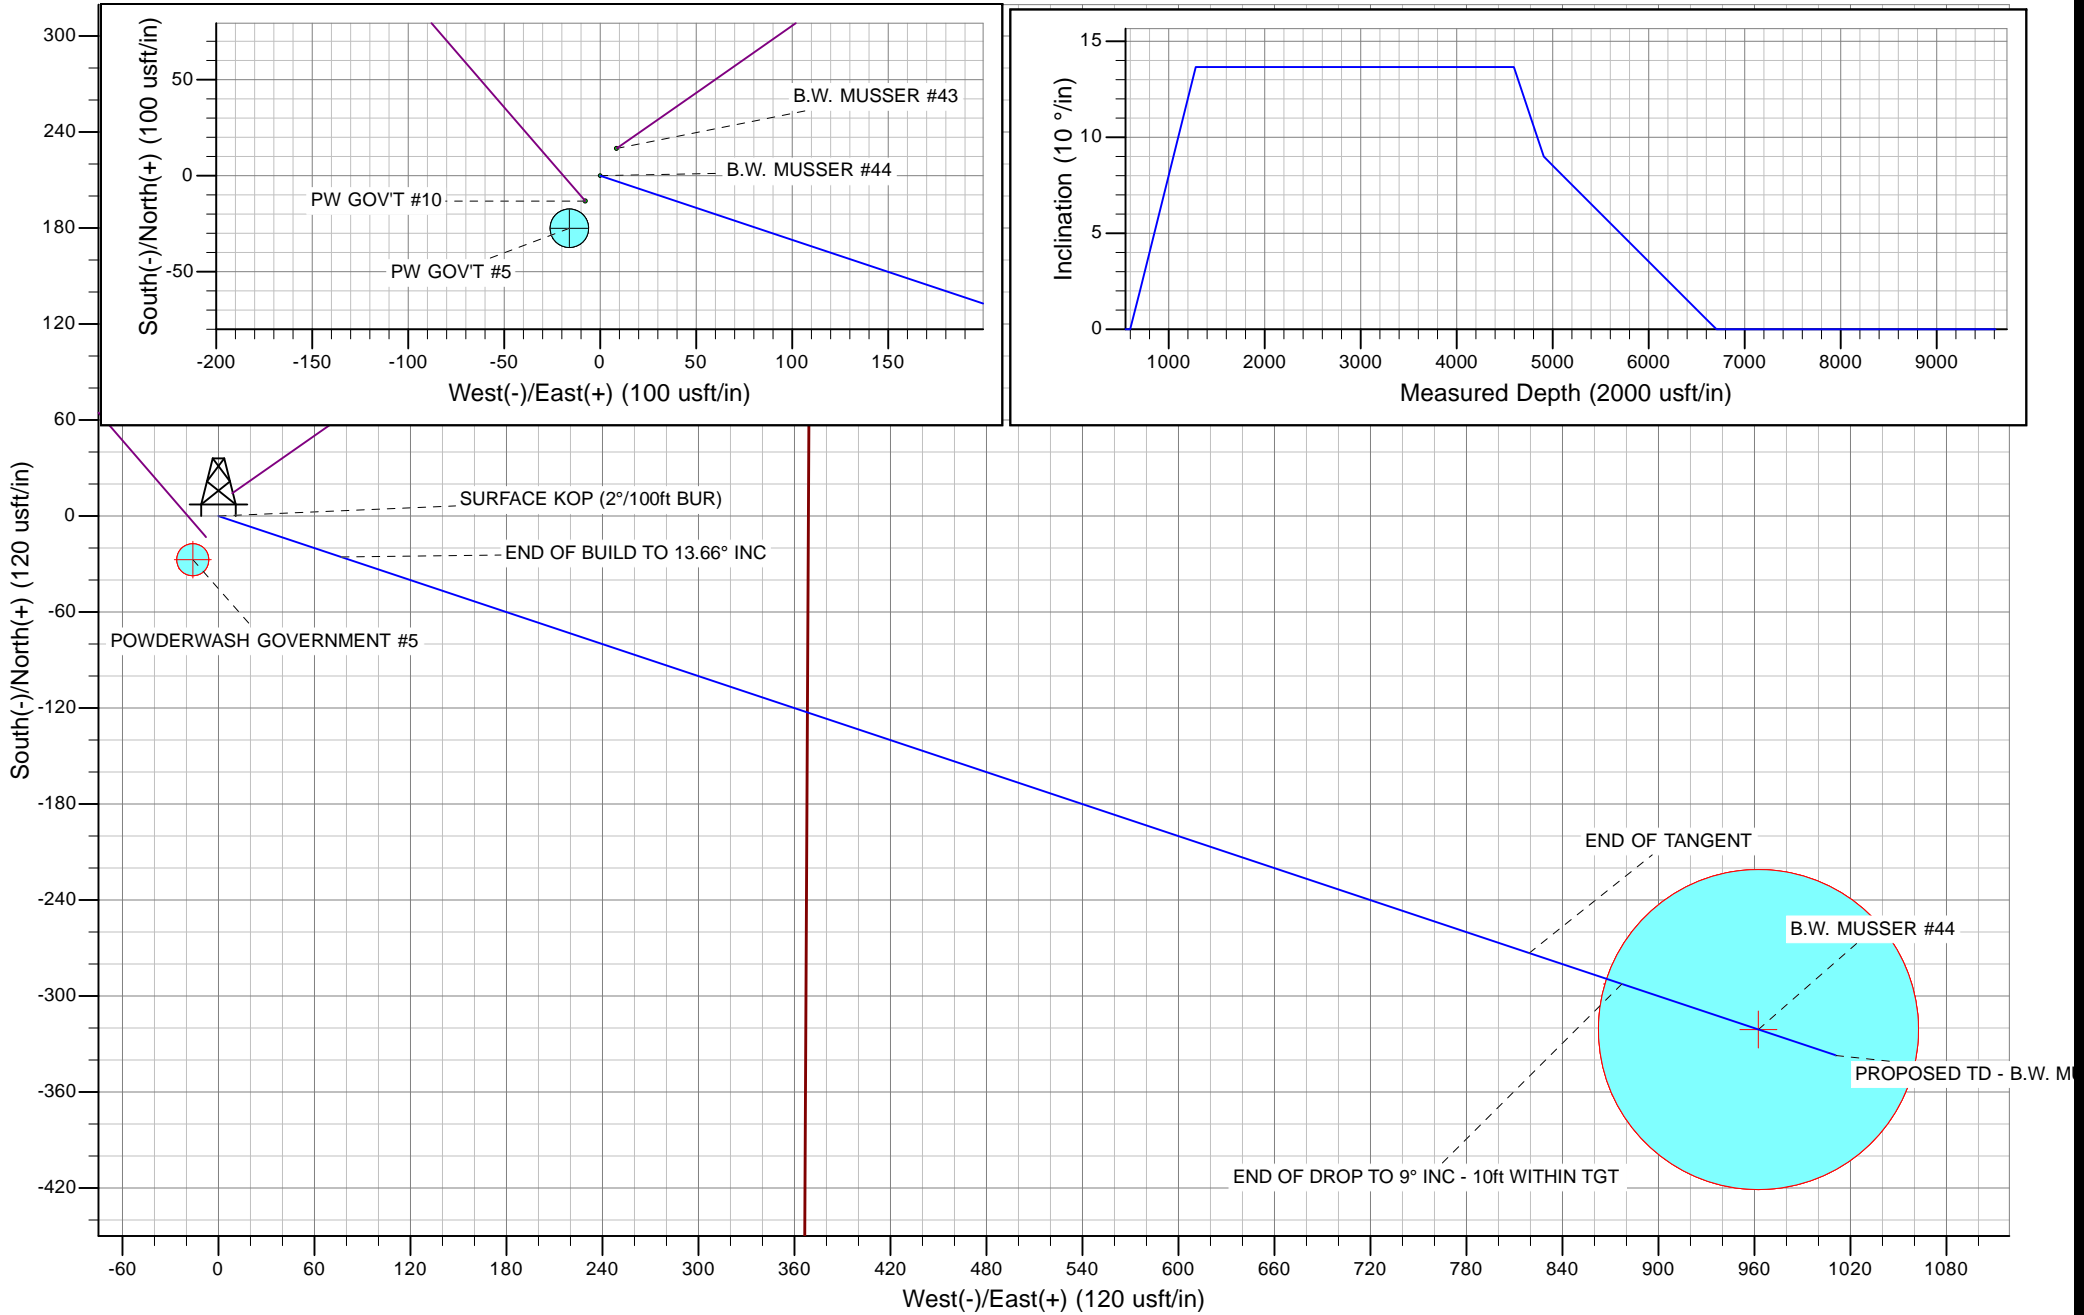 300
240
180
120
60
0
-60
-120
-180
-240
-300
-360
-420
South(-)/North(+) (120 usft/in)
-60 0 60 120 180 240 300 360 420 480 540 600 660 720 780 840 900 960 1020 1080
West(-)/East(+) (120 usft/in)
South(-)/North(+) (100 usft/in)
50
0
-50
-200 -150 -100 -50 0 50 100 150
West(-)/East(+) (100 usft/in)
B.W. MUSSER #43
B.W. MUSSER #44
PW GOV'T #10
PW GOV'T #5
Inclination (10 °/in)
15
10
5
0
1000 2000 3000 4000 5000 6000 7000 8000 9000
Measured Depth (2000 usft/in)
SURFACE KOP (2°/100ft BUR)
END OF BUILD TO 13.66° INC
POWDERWASH GOVERNMENT #5
END OF TANGENT
B.W. MUSSER #44
PROPOSED TD - B.W.
END OF DROP TO 9° INC - 10ft WITHIN TGT